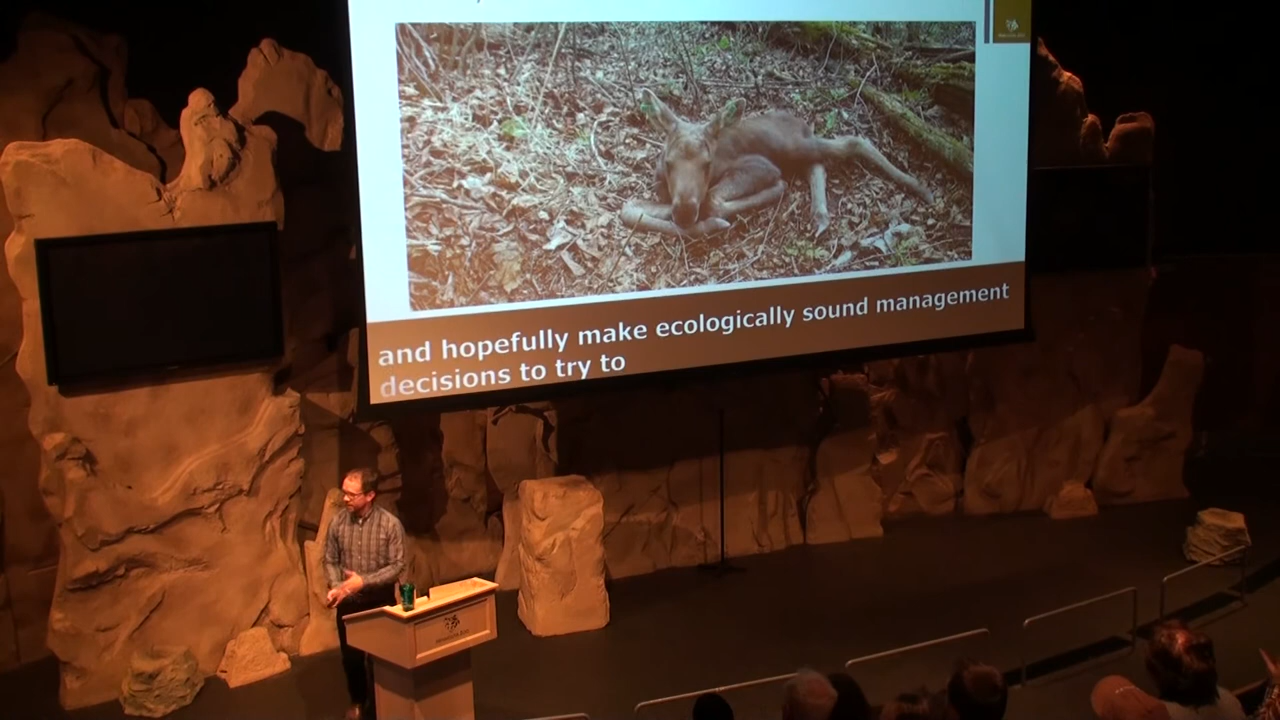 and hopefully make ecologically sound management
decisions to try to